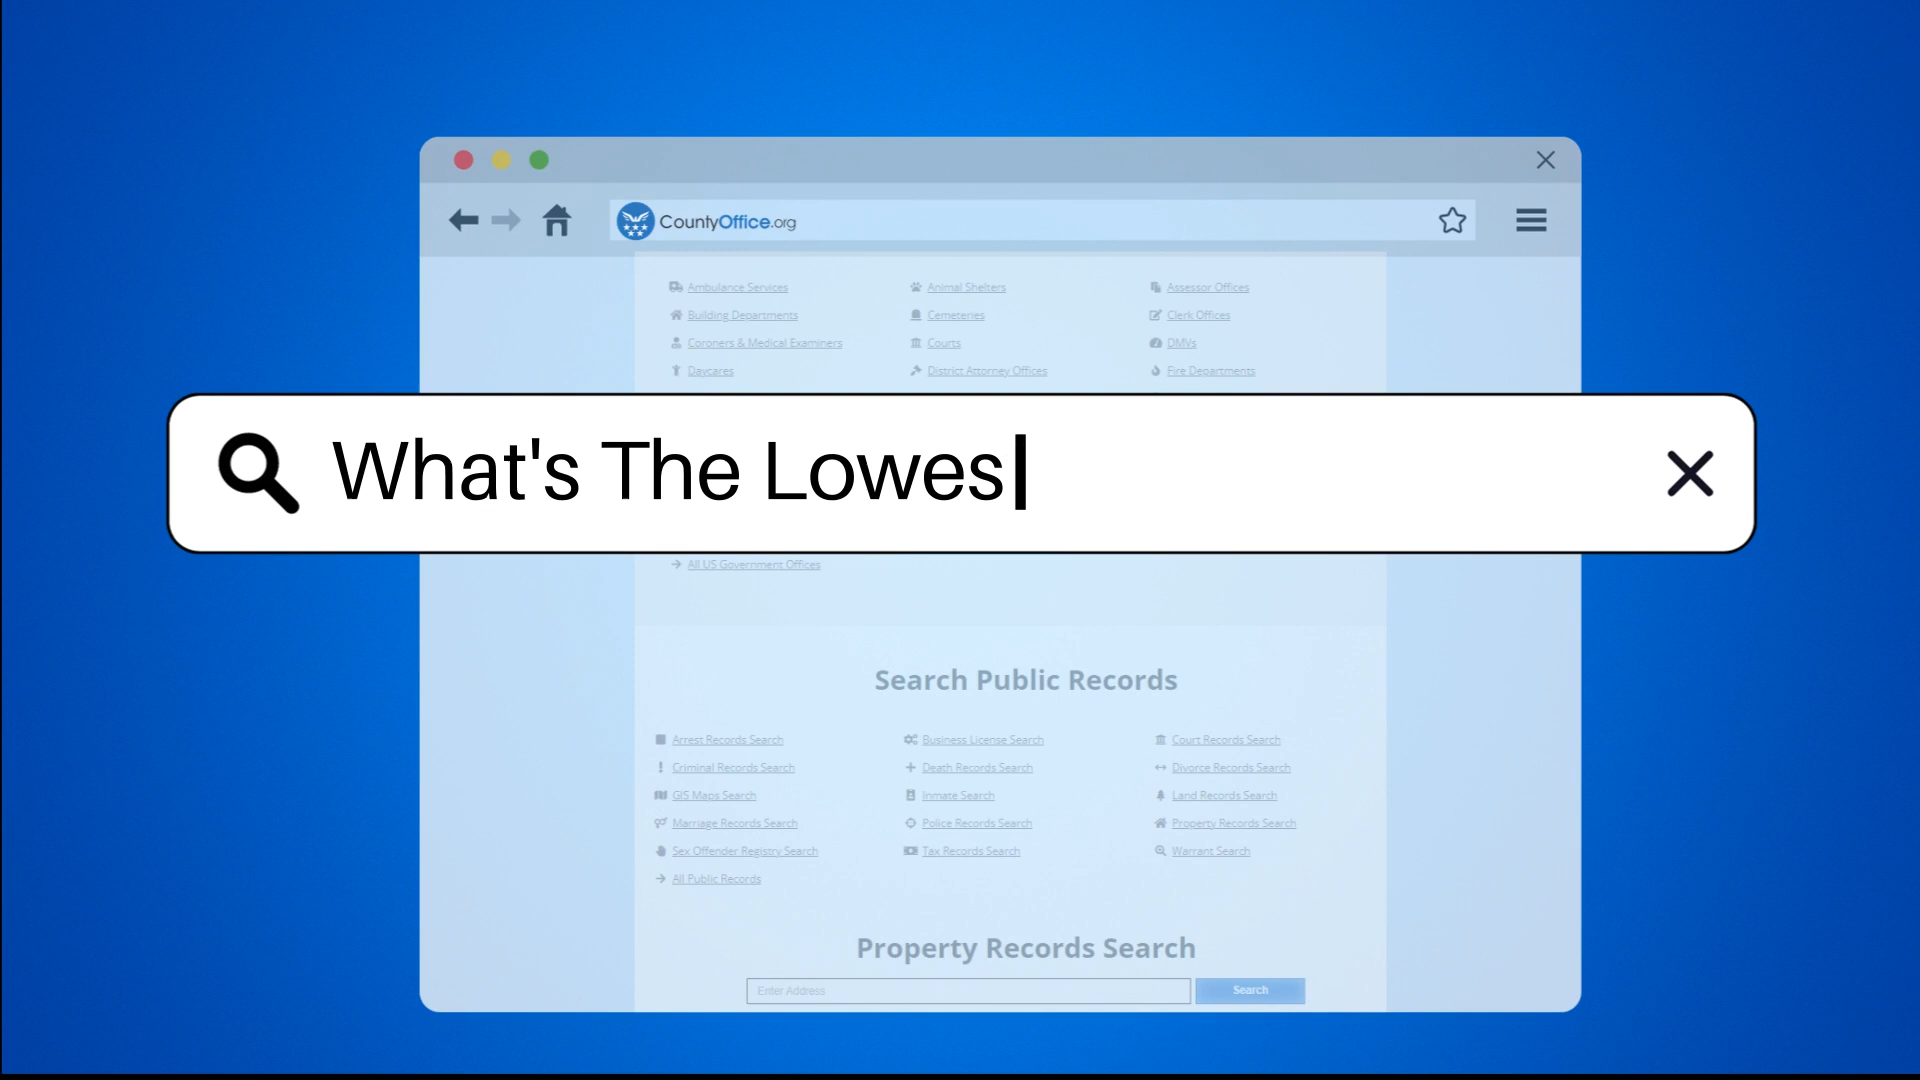 CountyOffice.org
Ambulance Services Animal Shelters Assessor Offices
Building Departments Cemeteries Clerk Offices
Coroners & Medical Examiners Courts DMVs
Daycares District Attorney Offices Fire Departments
What's The Lowes
All US Government Offices
Search Public Records
Arrest Records Search Business License Search Court Records Search
Criminal Records Search Death Records Search Divorce Records Search
GIS Maps Search Inmate Search Land Records Search
Marriage Records Search Police Records Search Property Records Search
Sex Offender Registry Search Tax Records Search Warrant Search
All Public Records
Property Records Search
Enter Address Search